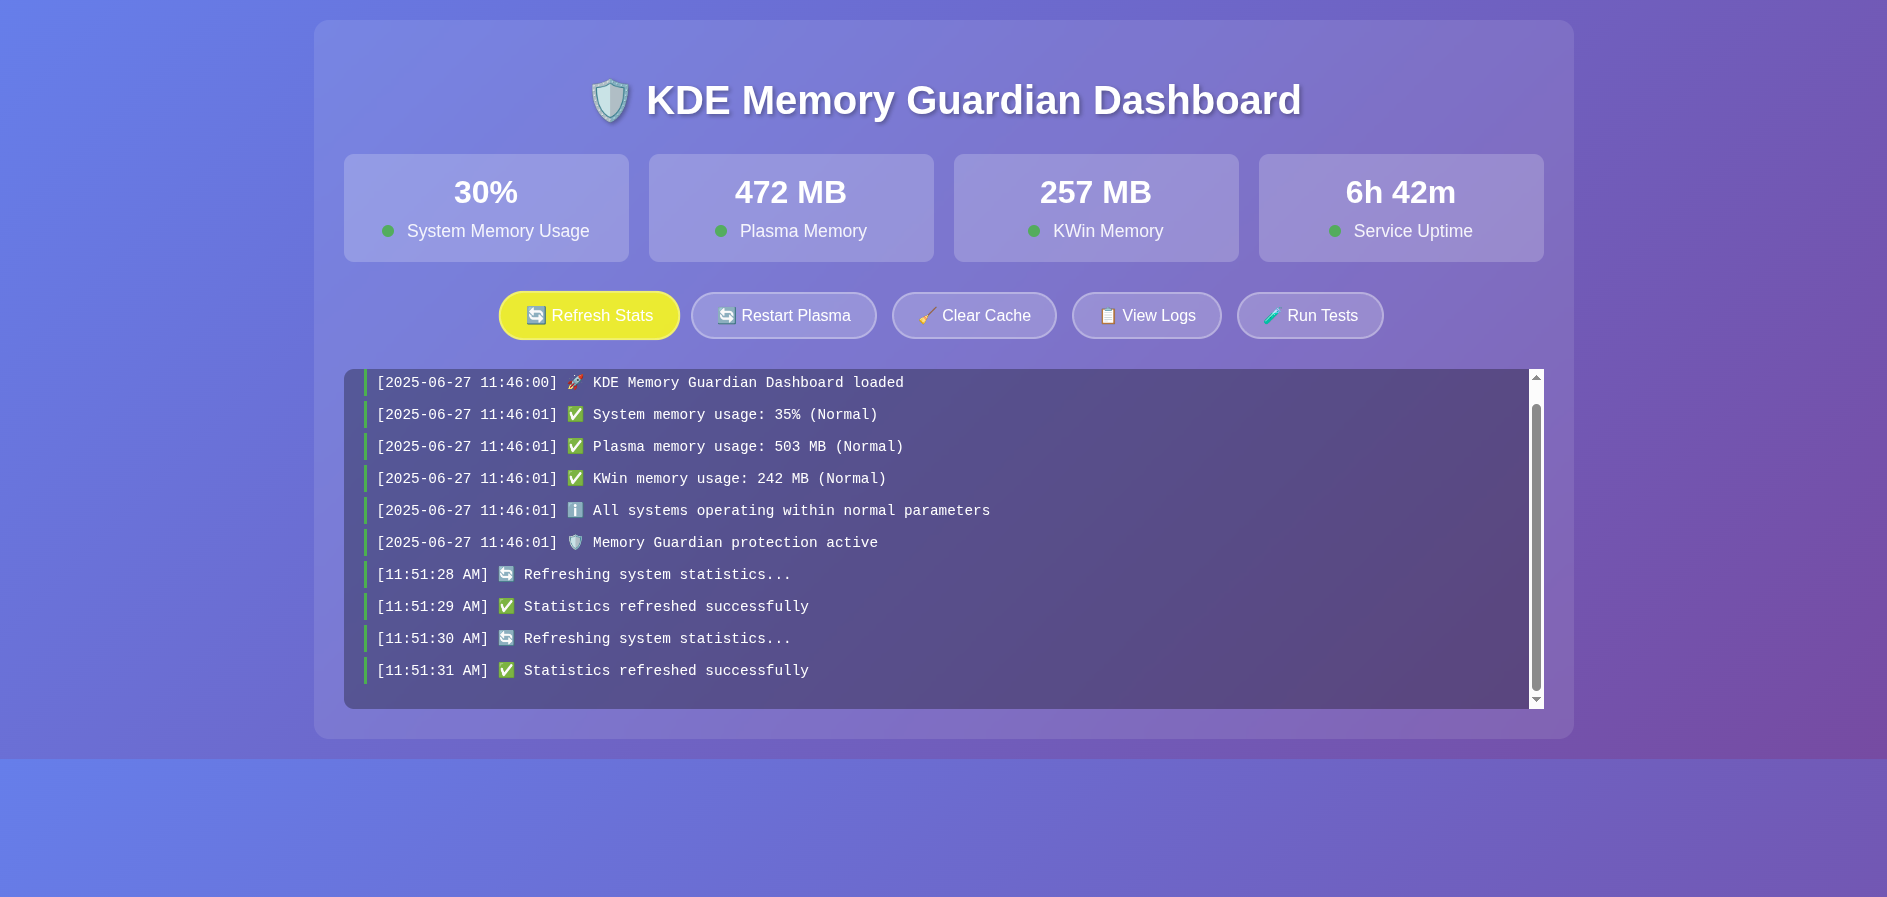 🛡️ KDE Memory Guardian Dashboard
30%
System Memory Usage
472 MB
Plasma Memory
257 MB
KWin Memory
6h 42m
Service Uptime
🔄 Refresh Stats
🔄 Restart Plasma
🧹 Clear Cache
📋 View Logs
🧪 Run Tests
[2025-06-27 11:46:00] 🚀 KDE Memory Guardian Dashboard loaded
[2025-06-27 11:46:01] ✅ System memory usage: 35% (Normal)
[2025-06-27 11:46:01] ✅ Plasma memory usage: 503 MB (Normal)
[2025-06-27 11:46:01] ✅ KWin memory usage: 242 MB (Normal)
[2025-06-27 11:46:01] ℹ️ All systems operating within normal parameters
[2025-06-27 11:46:01] 🛡️ Memory Guardian protection active
[11:51:28 AM] 🔄 Refreshing system statistics...
[11:51:29 AM] ✅ Statistics refreshed successfully
[11:51:30 AM] 🔄 Refreshing system statistics...
[11:51:31 AM] ✅ Statistics refreshed successfully